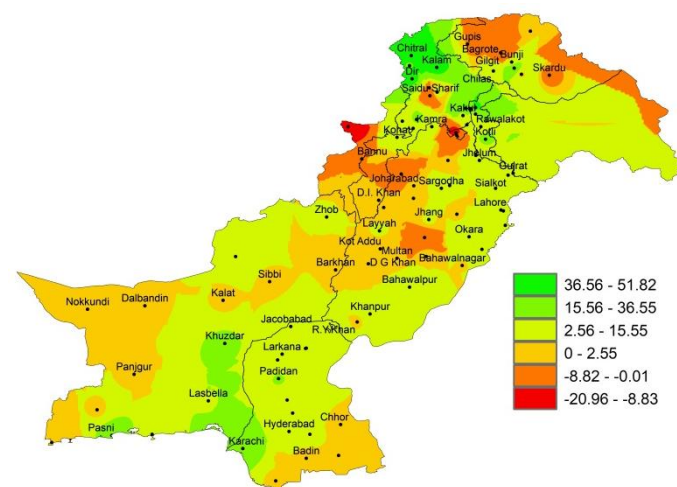 Gupis
Chitral
Bagrote
Kalam
Bunji
Gilgit
Dir
Skardu
Chilas
Saidu Sharif
Kakul
Kamra
Rawalakot
Kohat
Kotli
Bannu
Jhelum
Joharabad
Gujrat
Sargodha
Sialkot
D.I. Khan
Lahore
Zhob
Jhang
Layyah
Okara
Kot Addu
Multan
Barkhan
D G Khan
Bahawalnagar
Sibbi
Bahawalpur
Dalbandin
Kalat
Nokkundi
Khanpur
Jacobabad
R.Y.Khan
Khuzdar
Larkana
Panjgur
Padidan
Lasbella
Chhor
Pasni
Hyderabad
Karachi
Badin
36.56 - 51.82
15.56 - 36.55
2.56 - 15.55
0 - 2.55
-8.82 - -0.01
-20.96 - -8.83